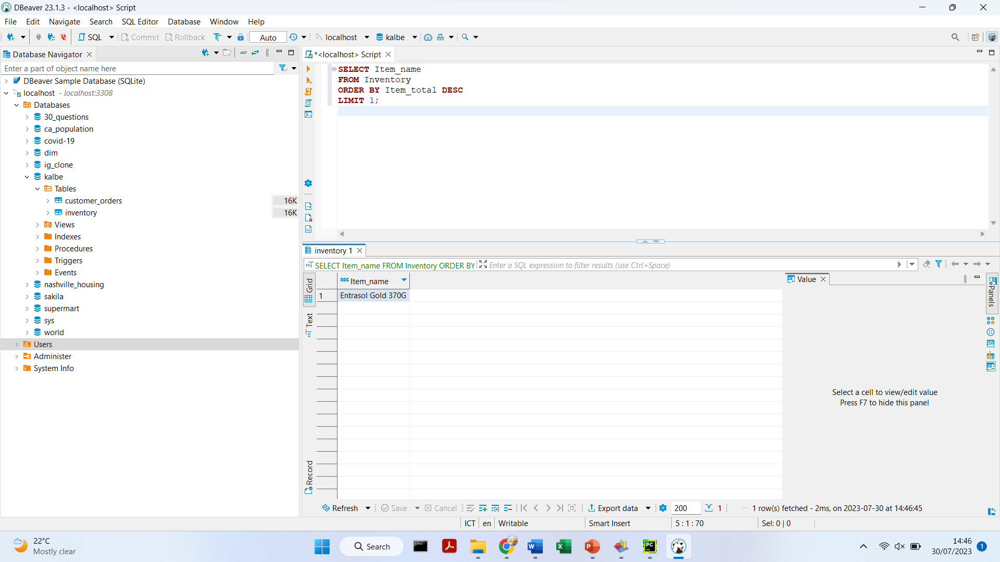 DBeaver 23.1.3 - <localhost> Script
File Edit Navigate Search SQL Editor Database Window Help
SQL Commit Rollback Auto localhost kalbe
Database Navigator
*<localhost> Script
Enter a part of object name here
DBeaver Sample Database (SQLite)
localhost - localhost:3308
Databases
30_questions
ca_population
covid-19
dim
ig_clone
kalbe
Tables
customer_orders 16K
inventory 16K
Views
Indexes
Procedures
Triggers
Events
nashville_housing
sakila
supermart
sys
world
Users
Administer
System Info
SELECT Item_name
FROM Inventory
ORDER BY Item_total DESC
LIMIT 1;
inventory 1
SELECT Item_name FROM Inventory ORDER BY Enter a SQL expression to filter results (use Ctrl+Space)
Grid
Text
Record
ABC Item_name
1 Entrasol Gold 370G
Value
Panels
Select a cell to view/edit value
Press F7 to hide this panel
Refresh Save Cancel Export data 200 1 1 row(s) fetched - 2ms, on 2023-07-30 at 14:46:45
ICT en Writable Smart Insert 5 : 1 : 70 Sel: 0 | 0
22°C
Mostly clear
Search
14:46
30/07/2023
1